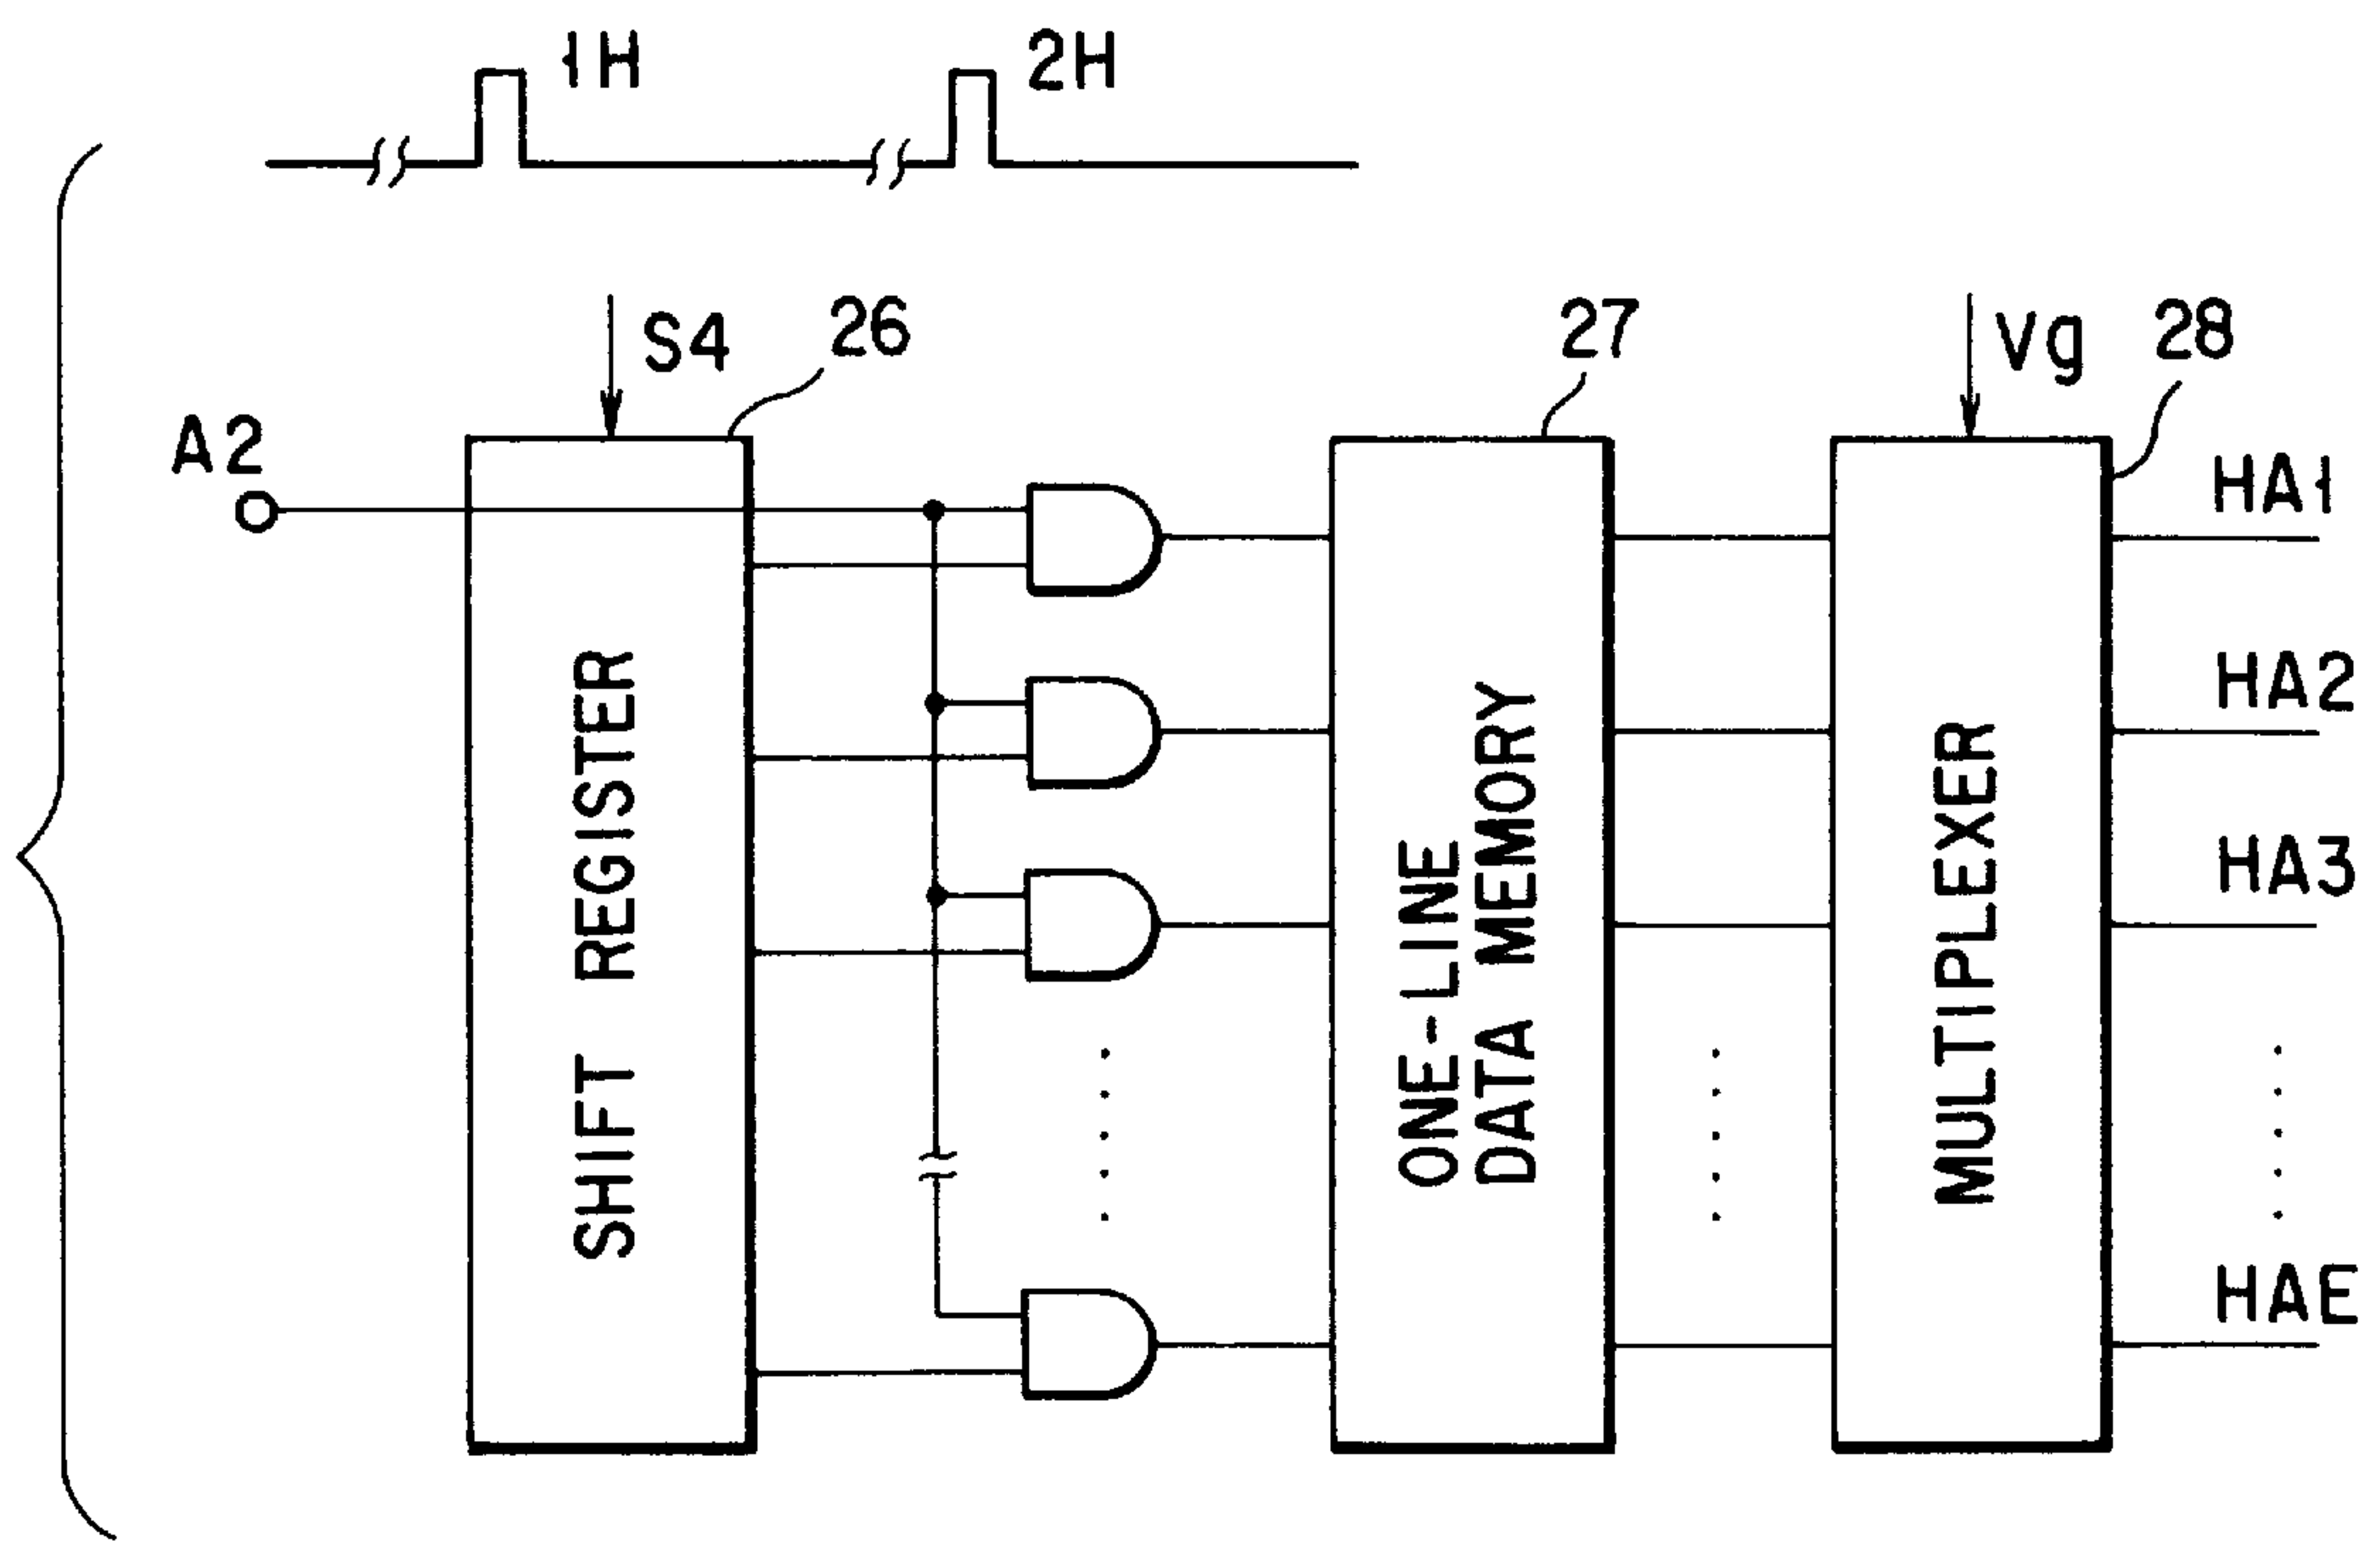 1H
2H
S4
26
27
Vg
28
A2
HA1
HA2
HA3
HAE
SHIFT REGISTER
ONE-LINE
DATA MEMORY
MULTIPLEXER